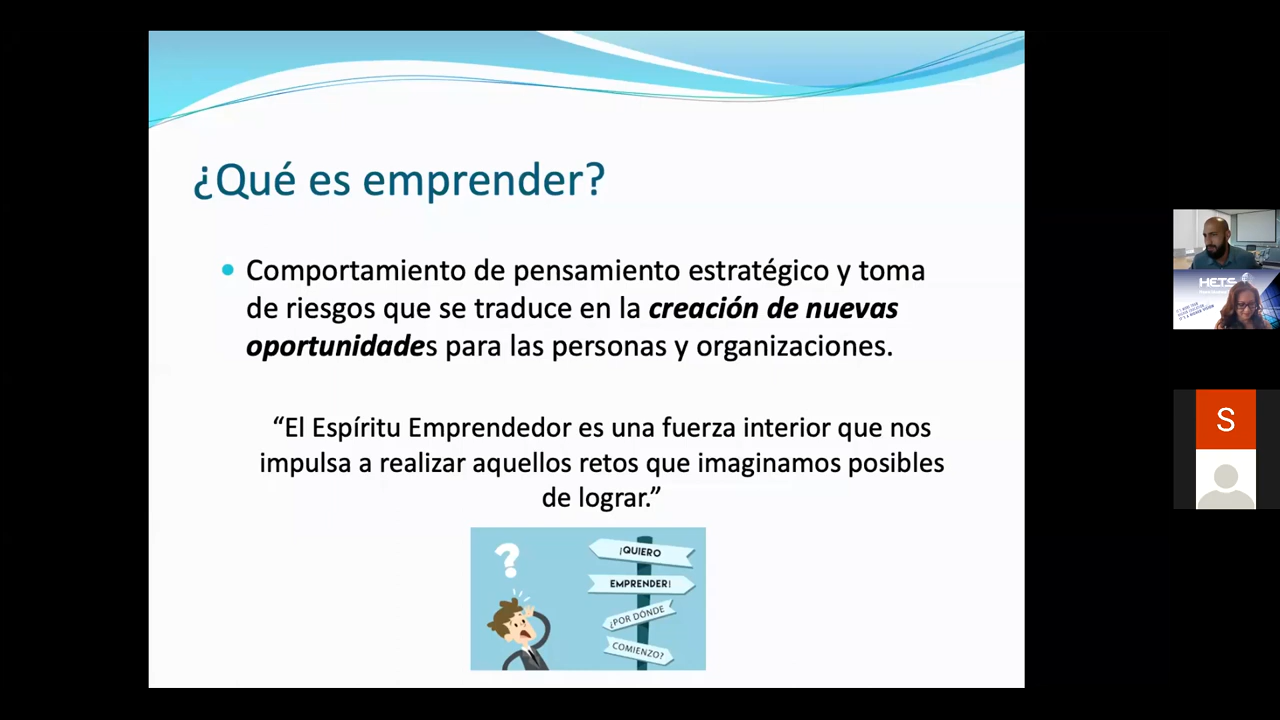 ¿Qué es emprender?
• Comportamiento de pensamiento estratégico y toma
de riesgos que se traduce en la creación de nuevas
oportunidades para las personas y organizaciones.
“El Espíritu Emprendedor es una fuerza interior que nos
impulsa a realizar aquellos retos que imaginamos posibles
de lograr.”
?
¡QUIERO
EMPRENDER!
¿POR DÓNDE
COMIENZO?
HETS
S